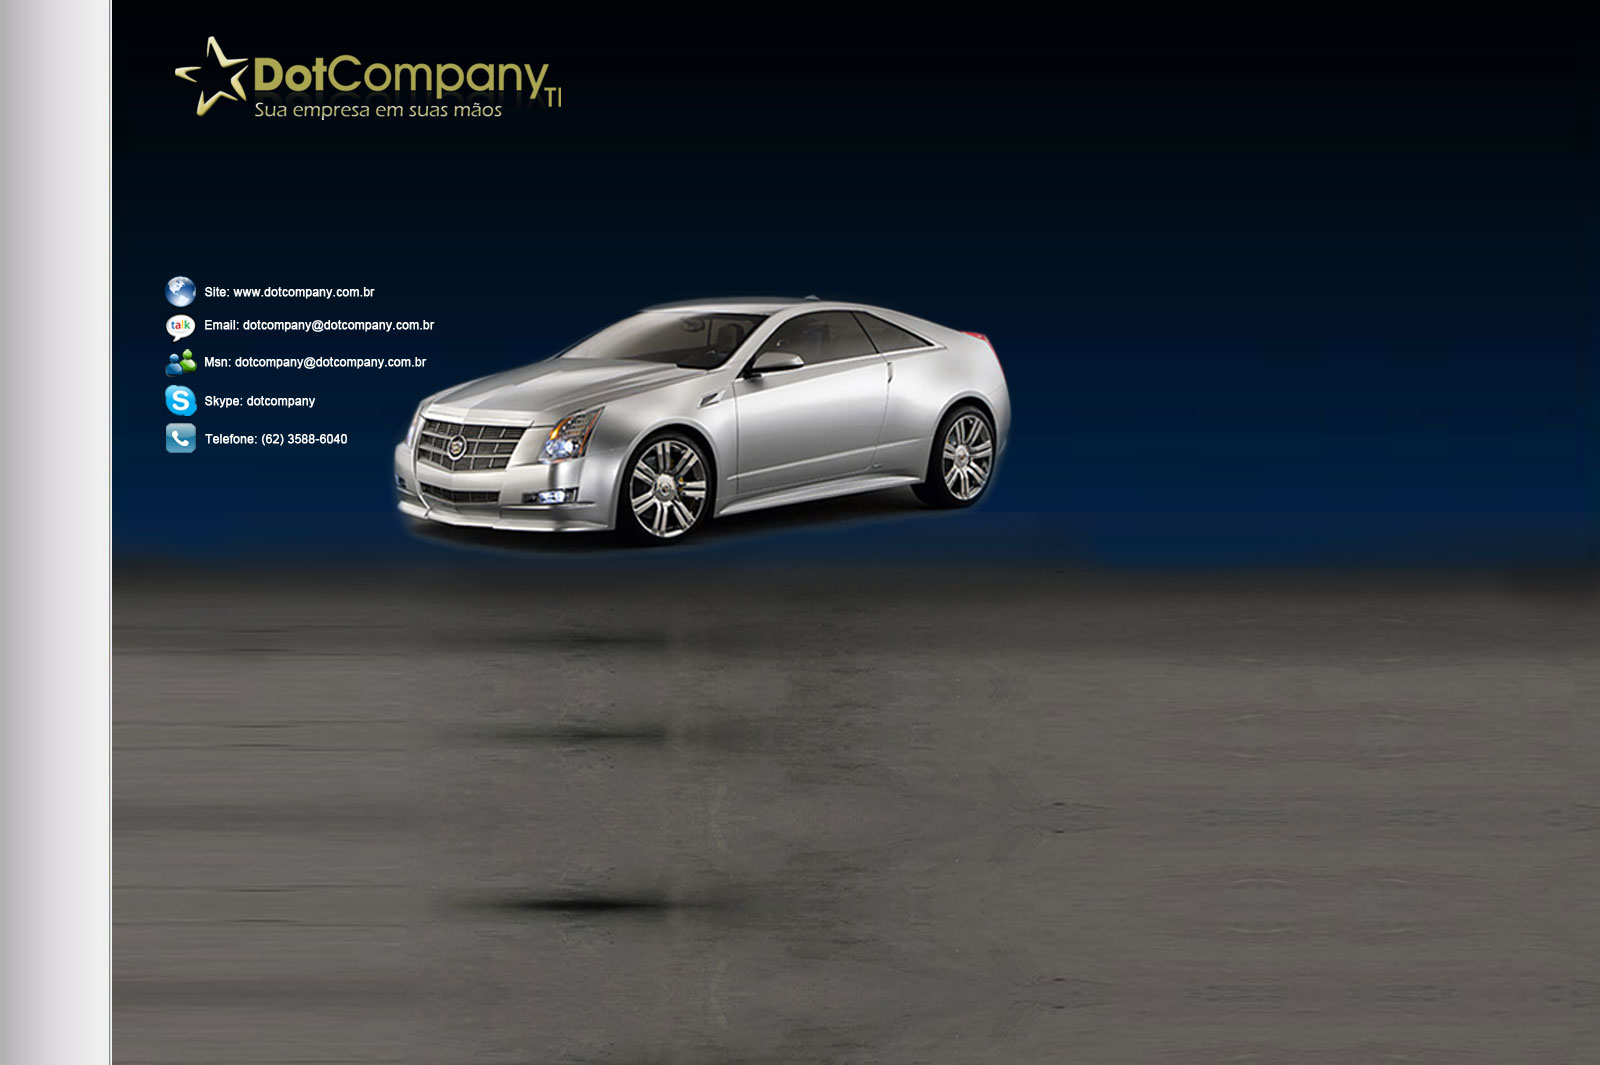 DotCompany TI
Sua empresa em suas mãos
Site: www.dotcompany.com.br
talk
Email: dotcompany@dotcompany.com.br
Msn: dotcompany@dotcompany.com.br
S
Skype: dotcompany
Telefone: (62) 3588-6040